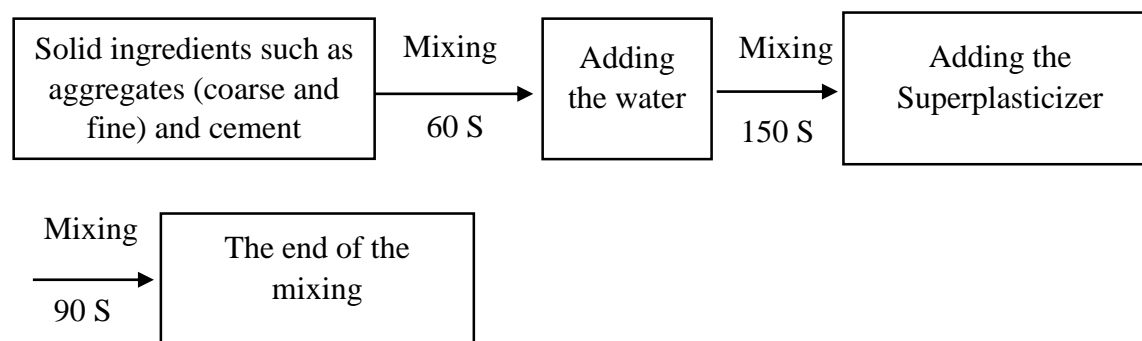 Solid ingredients such as
aggregates (coarse and
fine) and cement
Mixing
60 S
Adding
the water
Mixing
150 S
Adding the
Superplasticizer
Mixing
90 S
The end of the
mixing